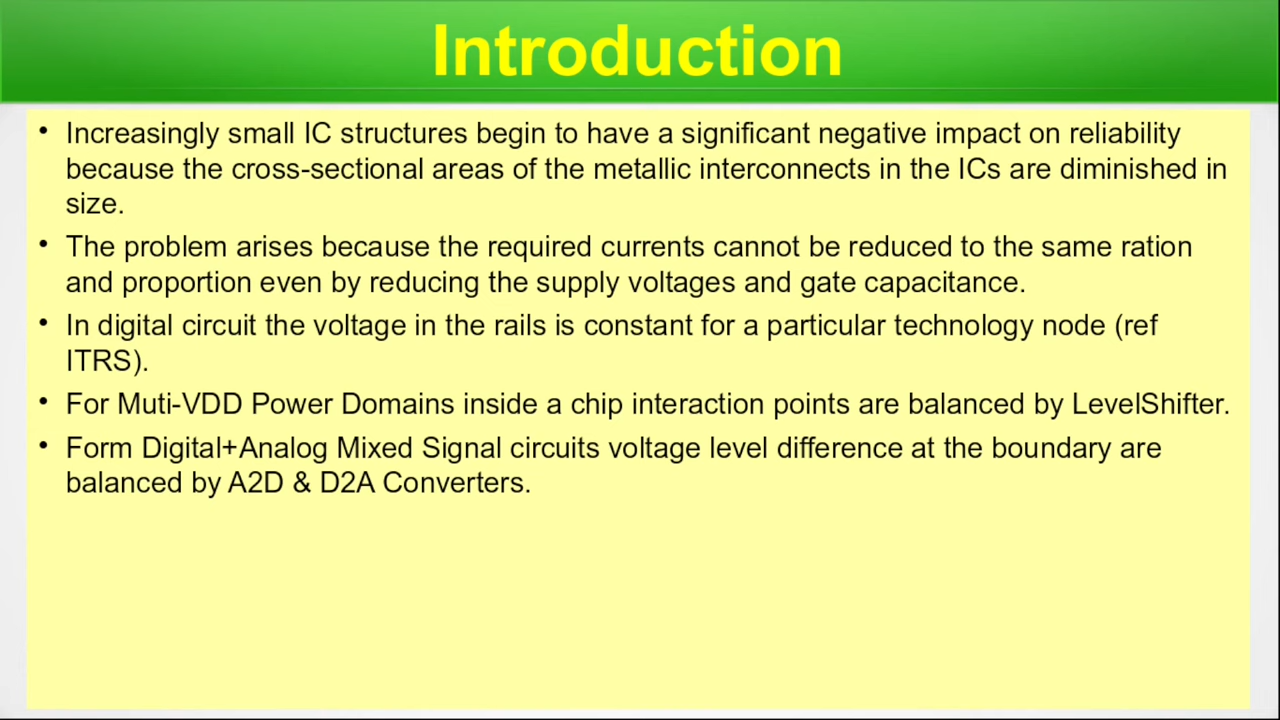 Introduction
• Increasingly small IC structures begin to have a significant negative impact on reliability
because the cross-sectional areas of the metallic interconnects in the ICs are diminished in
size.
• The problem arises because the required currents cannot be reduced to the same ration
and proportion even by reducing the supply voltages and gate capacitance.
• In digital circuit the voltage in the rails is constant for a particular technology node (ref
ITRS).
• For Muti-VDD Power Domains inside a chip interaction points are balanced by LevelShifter.
• Form Digital+Analog Mixed Signal circuits voltage level difference at the boundary are
balanced by A2D & D2A Converters.